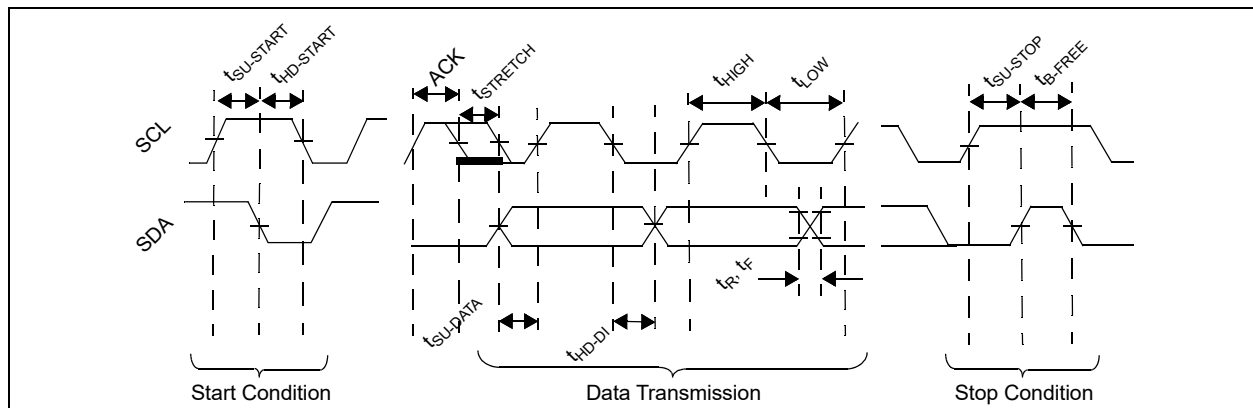 tSU-START
tHD-START
ACK
tSTRETCH
tHIGH
tLOW
tSU-STOP
tB-FREE
SCL
SDA
tR, tF
tSU-DATA
tHD-DI
Start Condition
Data Transmission
Stop Condition